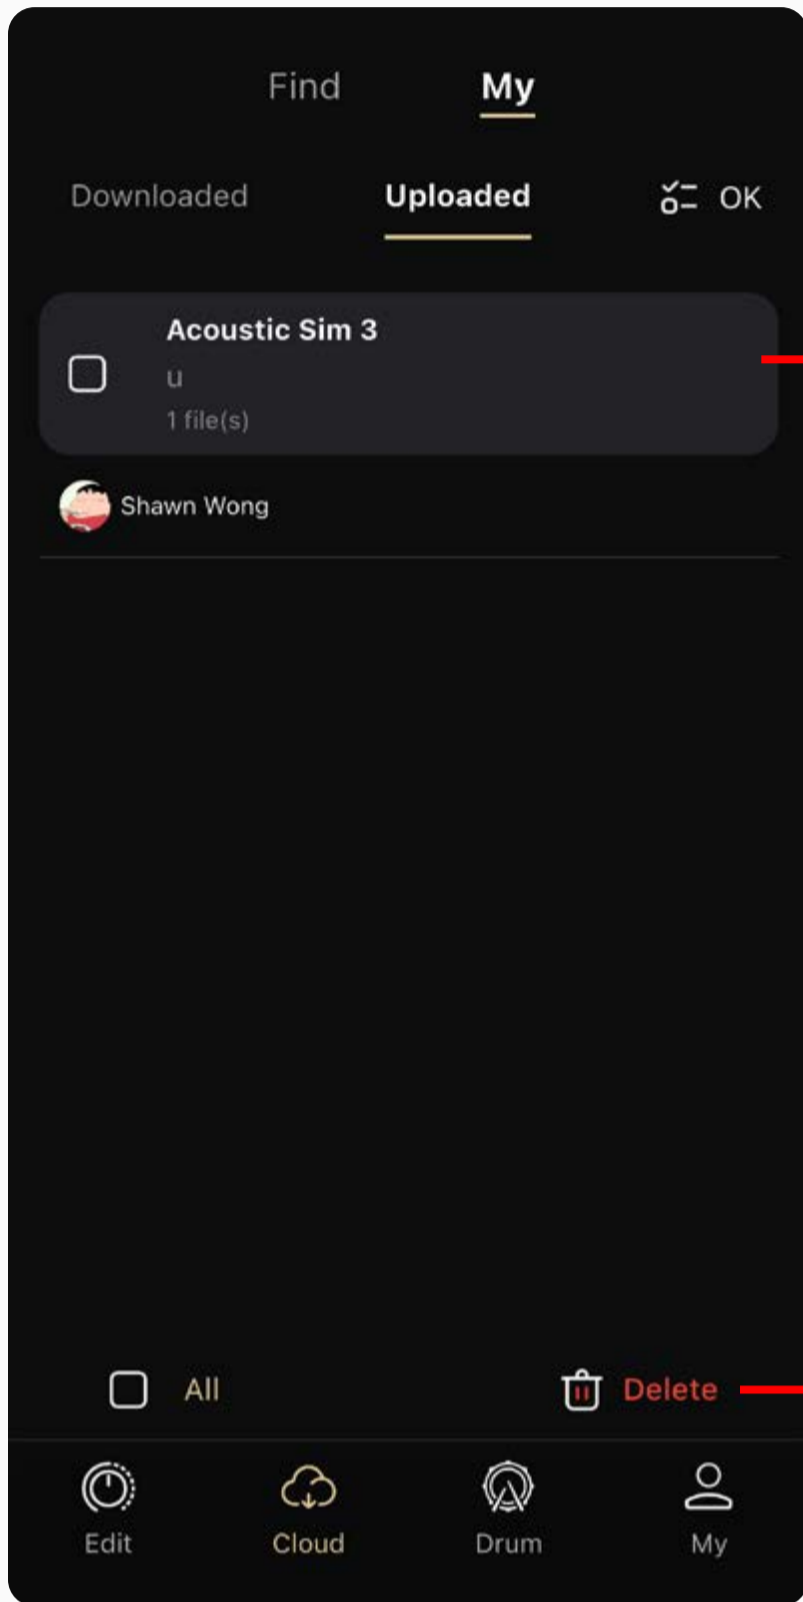 Find My
Downloaded Uploaded OK
Acoustic Sim 3
u
1 file(s)
Shawn Wong
All Delete
Edit Cloud Drum My